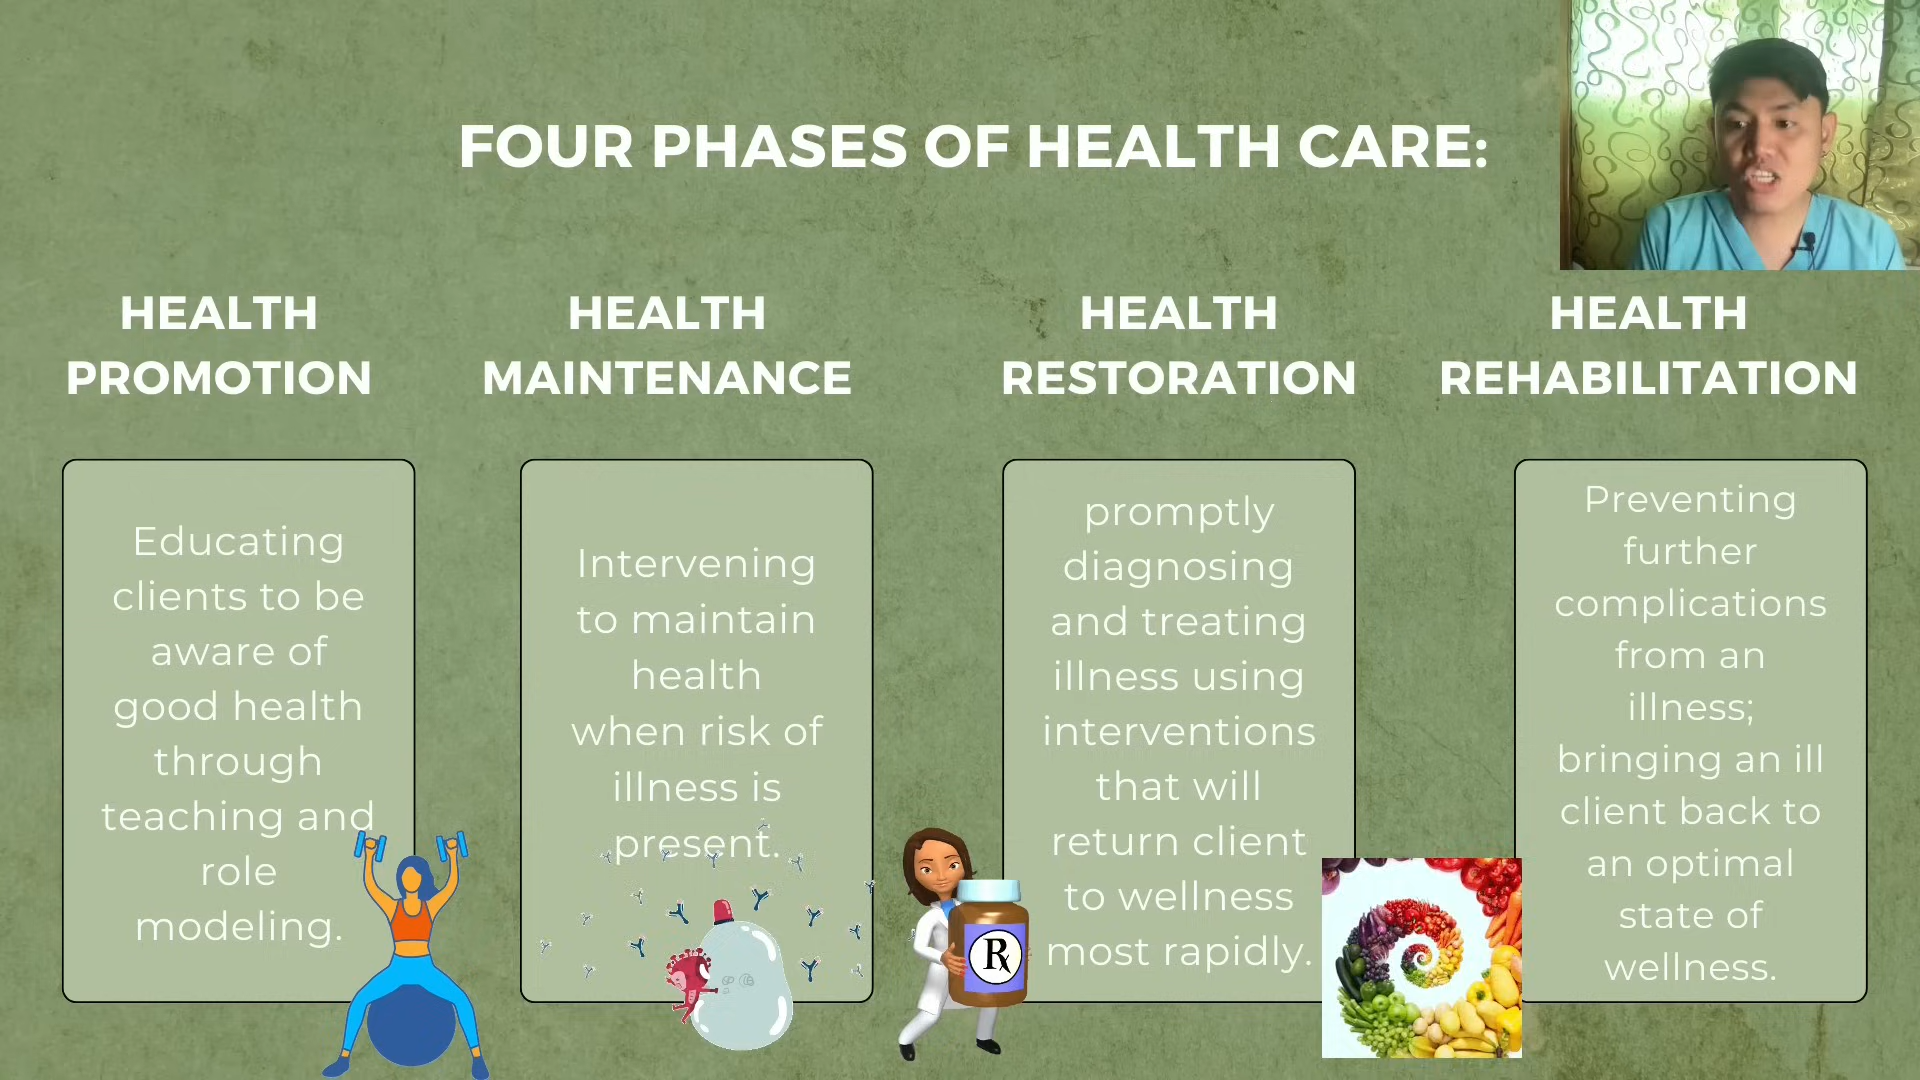 FOUR PHASES OF HEALTH CARE:
HEALTH
PROMOTION
Educating
clients to be
aware of
good health
through
teaching and
role
modeling.
HEALTH
MAINTENANCE
Intervening
to maintain
health
when risk of
illness is
present.
HEALTH
RESTORATION
promptly
diagnosing
and treating
illness using
interventions
that will
return client
to wellness
most rapidly.
HEALTH
REHABILITATION
Preventing
further
complications
from an
illness;
bringing an ill
client back to
an optimal
state of
wellness.
Rx